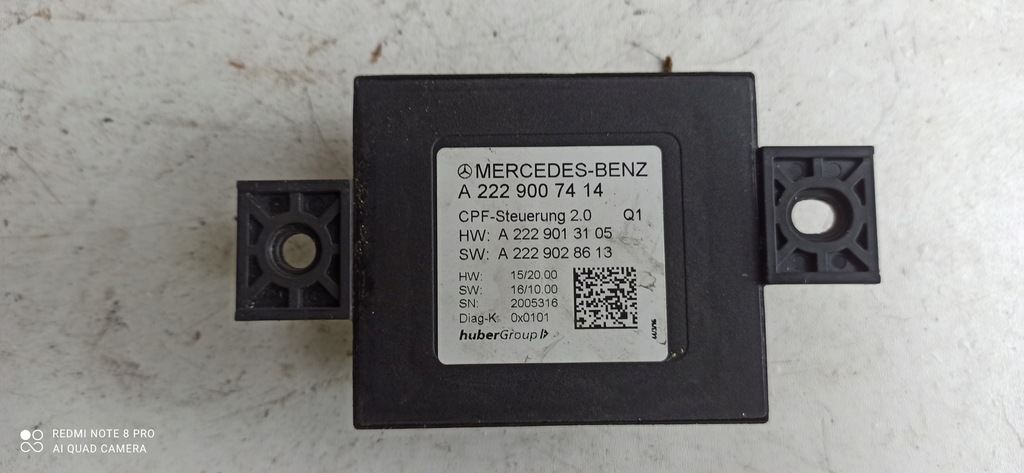 MERCEDES-BENZ
A 222 900 74 14
CPF-Steuerung 2.0 Q1
HW: A 222 901 31 05
SW: A 222 902 86 13
HW: 15/20.00
SW: 16/10.00
SN: 2005316
Diag-K: 0x0101
huberGroup
REDMI NOTE 8 PRO
AI QUAD CAMERA